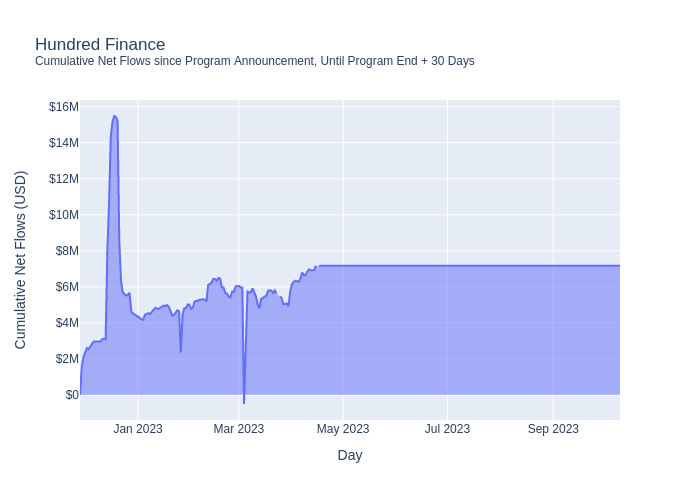 Hundred Finance
Cumulative Net Flows since Program Announcement, Until Program End + 30 Days
Cumulative Net Flows (USD)
$16M
$14M
$12M
$10M
$8M
$6M
$4M
$2M
$0
Jan 2023 Mar 2023 May 2023 Jul 2023 Sep 2023
Day